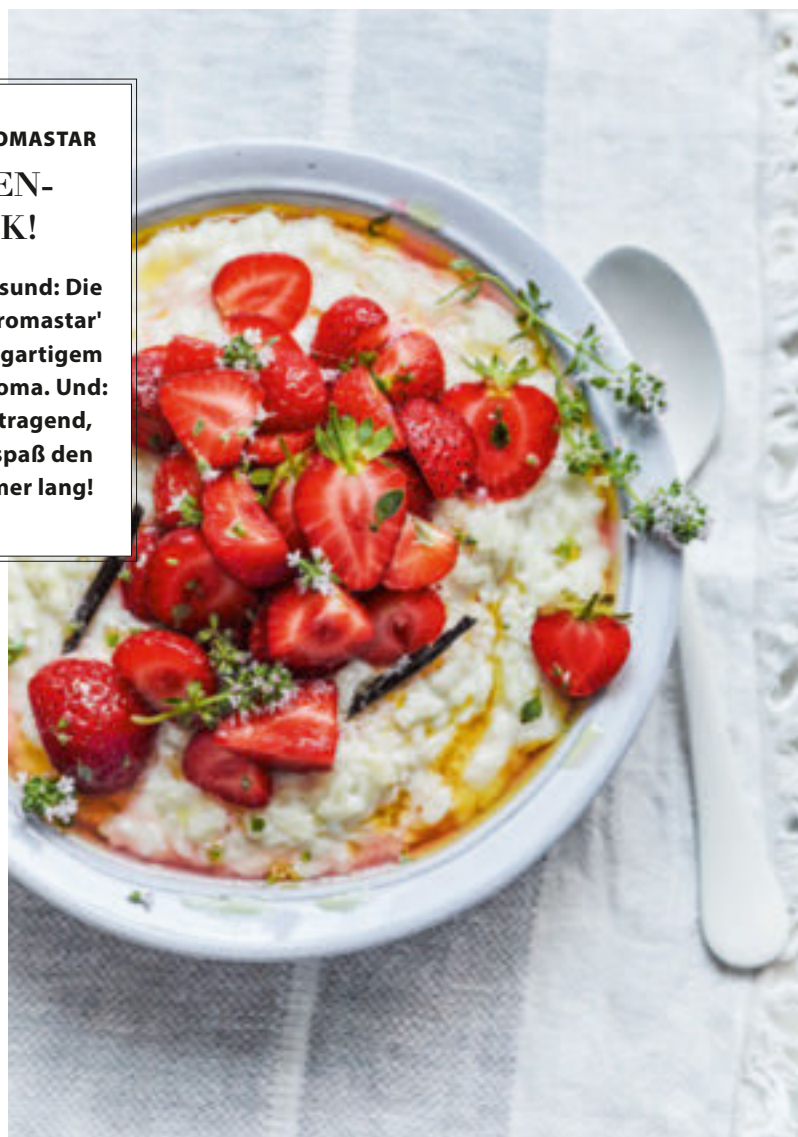 OMASTAR
EN-
K!
sund: Die
romastar'
gartigem
oma. Und:
tragend,
spaß den
mer lang!